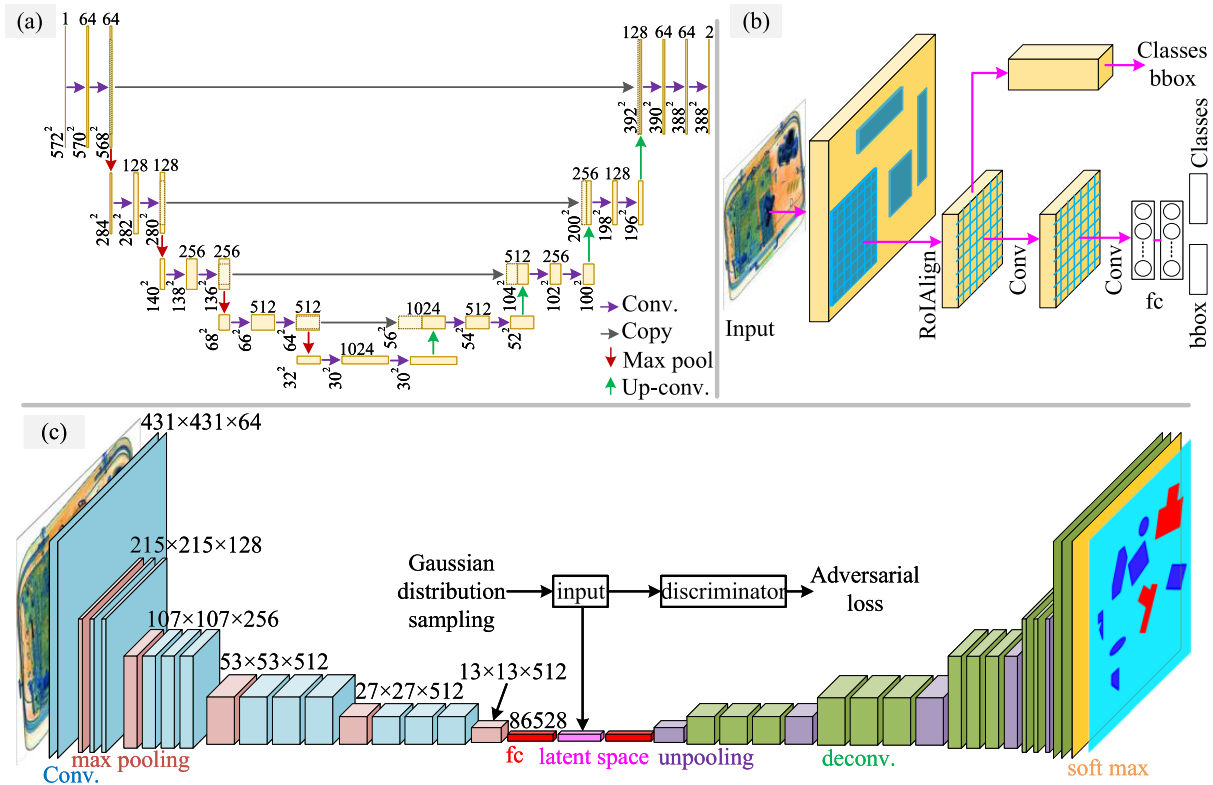 (a)
1 64 64
572² 570² 568²
128 64 64 2
392² 390² 388² 388²
128 128
284² 282² 280²
256 128
200² 198² 196²
256 256
140² 138² 136²
512 256
104² 102² 100²
512 512
68² 66² 64²
1024 512
56² 54² 52²
1024
32² 30² 30²
Conv.
Copy
Max pool
Up-conv.
(b)
Input
RoIAlign
Conv
Conv
fc
Classes
bbox
Classes
bbox
(c)
431×431×64
215×215×128
107×107×256
53×53×512
27×27×512
13×13×512
86528
Gaussian
distribution
sampling
input
discriminator
Adversarial
loss
Conv.
max pooling
fc
latent space
unpooling
deconv.
soft max